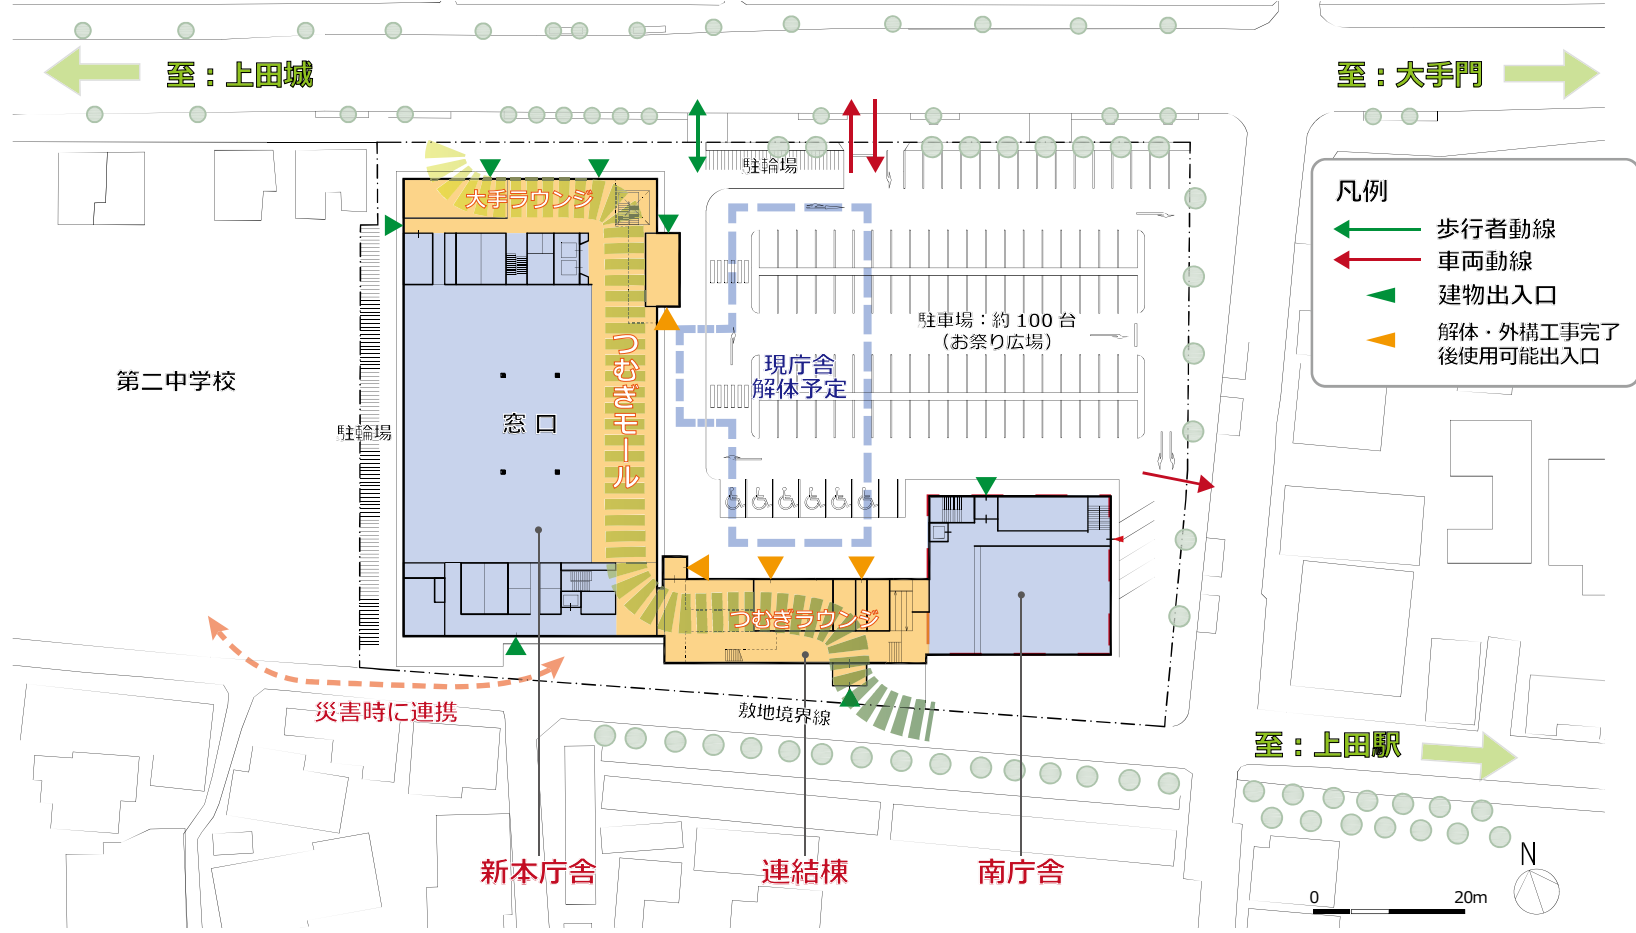 至：上田城
至：大手門
駐輪場
大手ラウンジ
凡例
歩行者動線
車両動線
建物出入口
解体・外構工事完了
後使用可能出入口
駐車場：約 100 台
（お祭り広場）
つむぎモール
現庁舎
解体予定
第二中学校
窓口
駐輪場
つむぎラウンジ
災害時に連携
敷地境界線
至：上田駅
新本庁舎
連結棟
南庁舎
N
0 20m